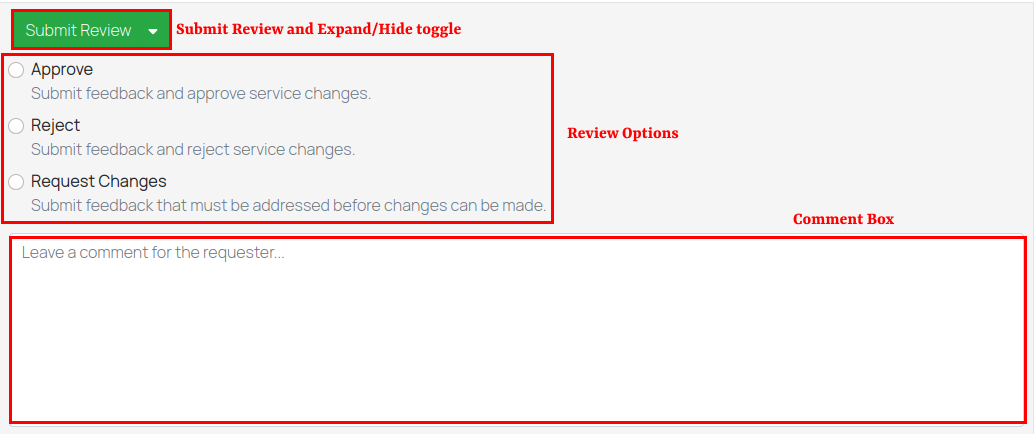 Submit Review
Submit Review and Expand/Hide toggle
Approve
Submit feedback and approve service changes.
Reject
Submit feedback and reject service changes.
Review Options
Request Changes
Submit feedback that must be addressed before changes can be made.
Comment Box
Leave a comment for the requester...